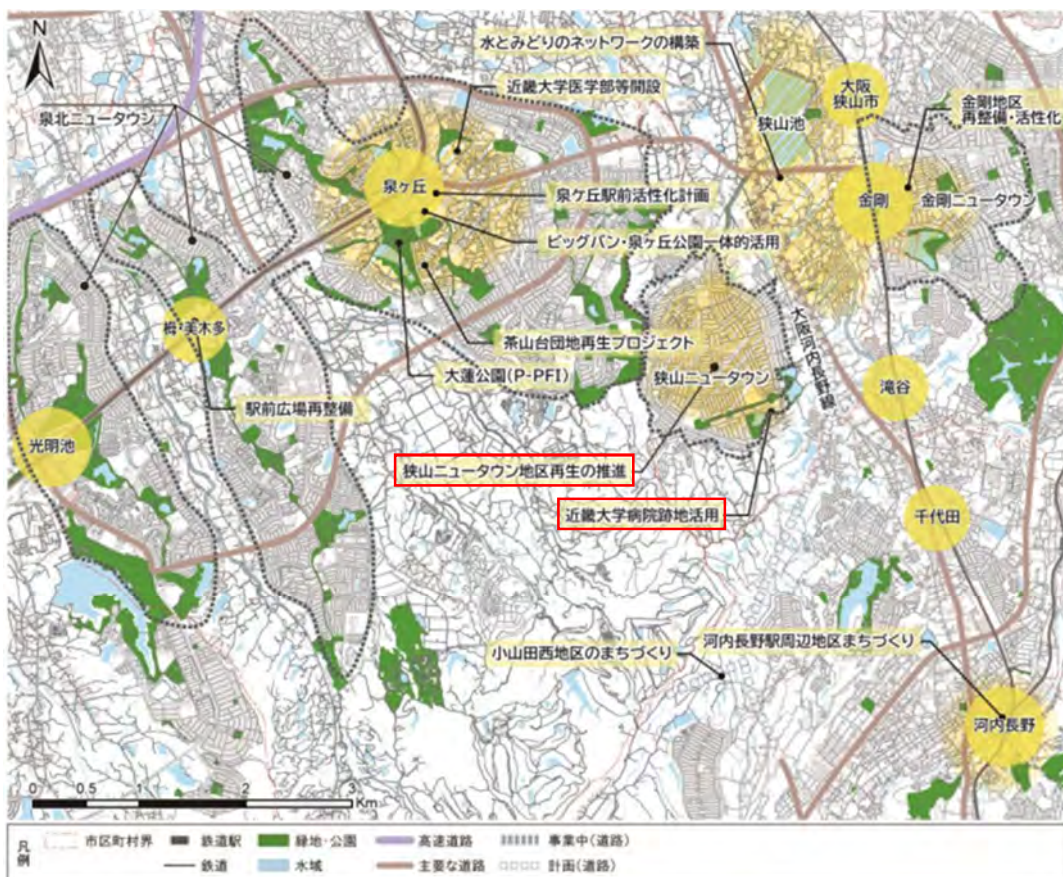 N
水とみどりのネットワークの構築
近畿大学医学部等開設
大阪
狭山市
金剛地区
再整備・活性化
泉北ニュータウン
狭山池
泉ケ丘
泉ケ丘駅前活性化計画
金剛
金剛ニュータウン
ビッグバン・泉ケ丘公園一体的活用
大阪河内長野線
栂・美木多
茶山台団地再生プロジェクト
大蓮公園(P-PFI)
狭山ニュータウン
滝谷
駅前広場再整備
光明池
狭山ニュータウン地区再生の推進
近畿大学病院跡地活用
千代田
小山田西地区のまちづくり
河内長野駅周辺地区まちづくり
河内長野
0 0.5 1 2 3
Km
凡例
市区町村界 鉄道駅 緑地・公園 高速道路 事業中(道路)
鉄道 水域 主要な道路 計画(道路)